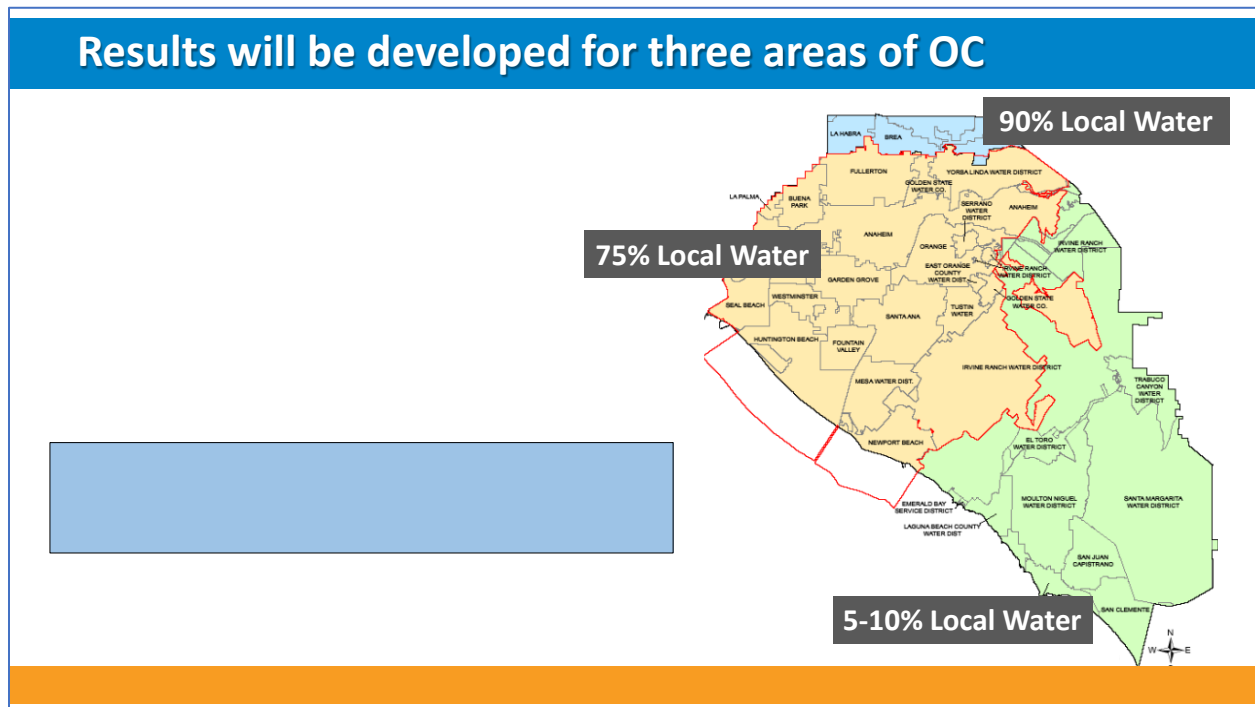 Results will be developed for three areas of OC
90% Local Water
LA HABRA
BREA
FULLERTON
YORBA LINDA WATER DISTRICT
GOLDEN STATE
WATER CO.
LA PALMA
BUENA
PARK
SERRANO
WATER
DISTRICT
ANAHEIM
ANAHEIM
ORANGE
IRVINE RANCH
WATER DISTRICT
75% Local Water
EAST ORANGE
COUNTY
WATER DIST.
IRVINE RANCH
WATER DISTRICT
GARDEN GROVE
GOLDEN STATE
WATER CO.
SEAL BEACH
WESTMINSTER
TUSTIN
WATER
SANTA ANA
HUNTINGTON BEACH
FOUNTAIN
VALLEY
IRVINE RANCH WATER DISTRICT
MESA WATER DIST.
TRABUCO
CANYON
WATER
DISTRICT
NEWPORT BEACH
EL TORO
WATER DISTRICT
EMERALD BAY
SERVICE DISTRICT
MOULTON NIGUEL
WATER DISTRICT
SANTA MARGARITA
WATER DISTRICT
LAGUNA BEACH COUNTY
WATER DIST
SAN JUAN
CAPISTRANO
5-10% Local Water
SAN CLEMENTE
N
W
E